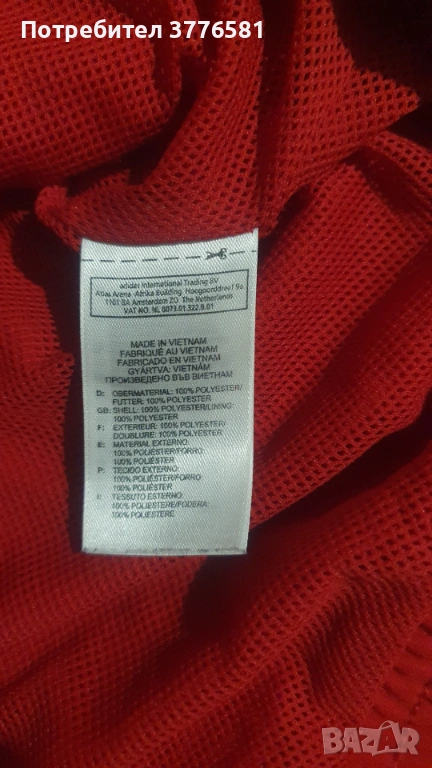 Потребител 3776581
adidas International Trading BV
Atlas Arena Afrika Building Hoogoorddreef 9a
1101 BA Amsterdam ZO The Netherlands
VAT NO. NL 8073.01.322.B.01
MADE IN VIETNAM
FABRIQUÉ AU VIETNAM
FABRICADO EN VIETNAM
GYÁRTVA: VIETNÁM
ПРОИЗВЕДЕНО ВЪВ ВИЕТНАМ
D: OBERMATERIAL: 100% POLYESTER/
FUTTER: 100% POLYESTER
GB: SHELL: 100% POLYESTER/LINING:
100% POLYESTER
F: EXTERIEUR: 100% POLYESTER/
DOUBLURE: 100% POLYESTER
E: MATERIAL EXTERNO:
100% POLIÉSTER/FORRO:
100% POLIÉSTER
P: TECIDO EXTERNO:
100% POLIÉSTER/FORRO
100% POLIÉSTER
I: TESSUTO ESTERNO:
100% POLIESTERE/FODERA:
100% POLIESTERE
BAZAR